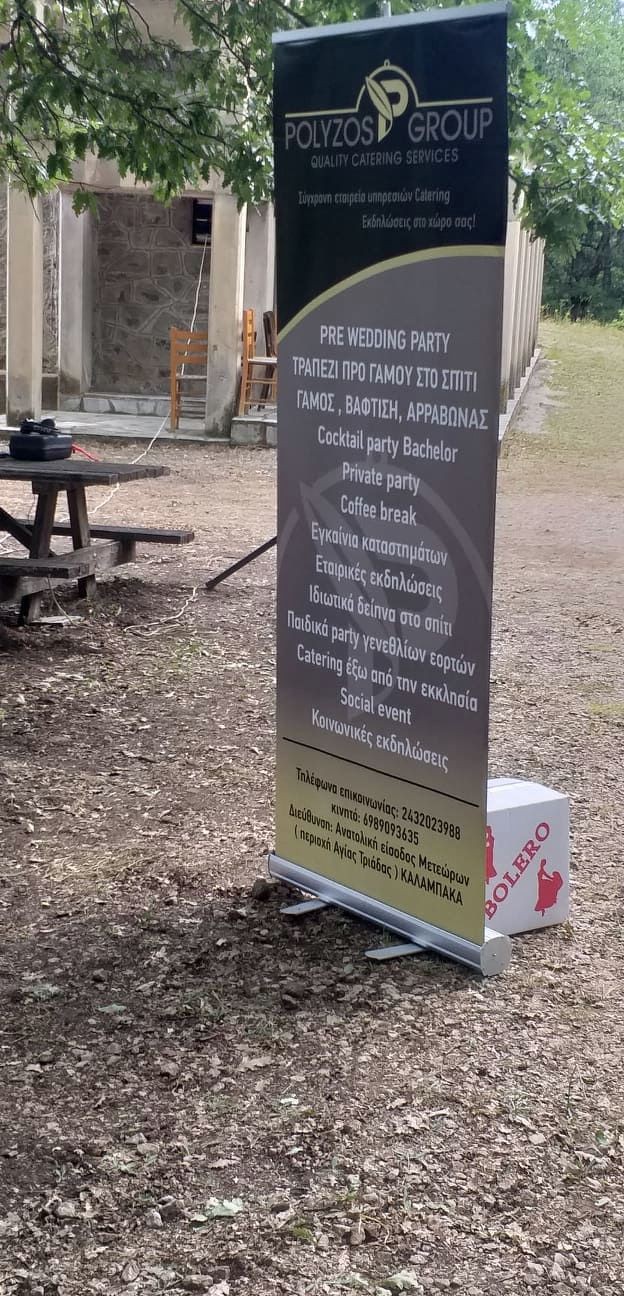 POLYZOS GROUP
QUALITY CATERING SERVICES
Σύγχρονη εταιρεία υπηρεσιών Catering
Εκδηλώσεις στο χώρο σας!
PRE WEDDING PARTY
ΤΡΑΠΕΖΙ ΠΡΟ ΓΑΜΟΥ ΣΤΟ ΣΠΙΤΙ
ΓΑΜΟΣ , ΒΑΦΤΙΣΗ, ΑΡΡΑΒΩΝΑΣ
Cocktail party Bachelor
Private party
Coffee break
Εγκαίνια καταστημάτων
Εταιρικές εκδηλώσεις
Ιδιωτικά δείπνα στο σπίτι
Παιδικά party γενεθλίων εορτών
Catering έξω από την εκκλησία
Social event
Κοινωνικές εκδηλώσεις
Τηλέφωνα επικοινωνίας: 2432023988
κινητό: 6989093635
Διεύθυνση: Ανατολική είσοδος Μετεώρων
( περιοχή Αγίας Τριάδας ) ΚΑΛΑΜΠΑΚΑ
BOLERO